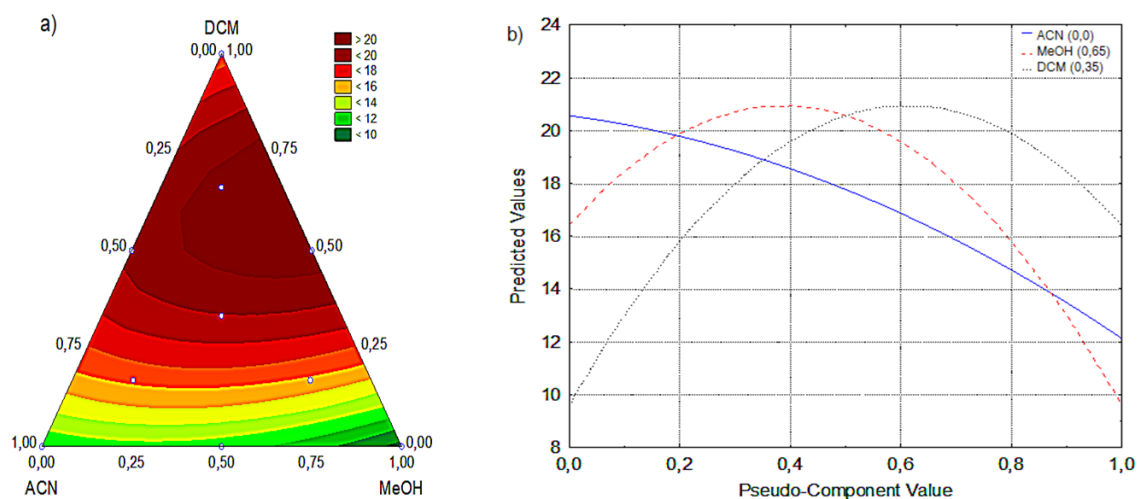 a)
DCM
0,00 1,00
> 20
< 20
< 18
< 16
< 14
< 12
< 10
0,25 0,75
0,50 0,50
0,75 0,25
1,00 0,00
0,00 0,25 0,50 0,75 1,00
ACN MeOH
b)
ACN (0,0)
MeOH (0,65)
DCM (0,35)
Predicted Values
24
22
20
18
16
14
12
10
8
0,0 0,2 0,4 0,6 0,8 1,0
Pseudo-Component Value